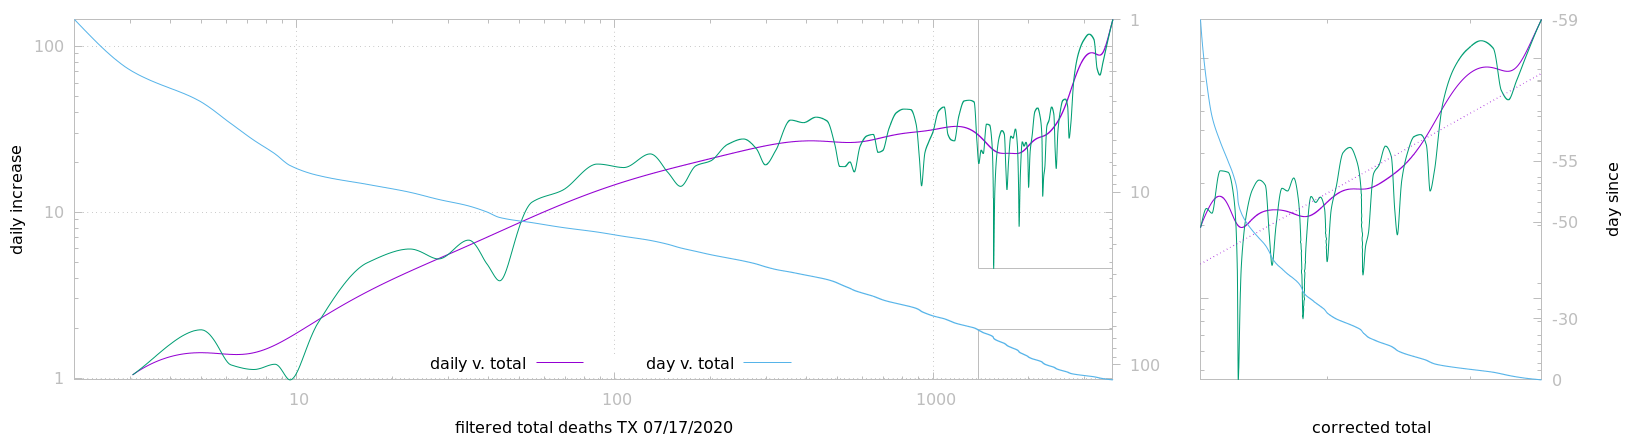 100
10
1
daily increase
daily v. total
day v. total
10
100
1000
filtered total deaths TX 07/17/2020
1
10
100
-59
-55
-50
-30
0
day since
corrected total